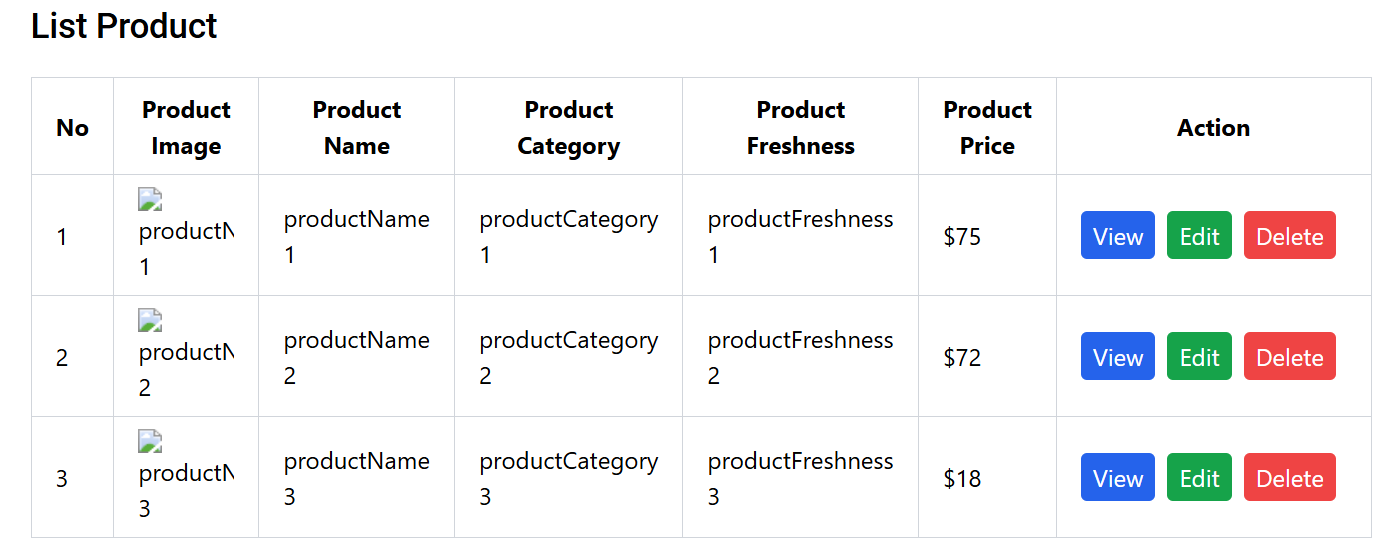 List Product
No
Product
Image
Product
Name
Product
Category
Product
Freshness
Product
Price
Action
1
productN
1
productName
1
productCategory
1
productFreshness
1
$75
View
Edit
Delete
2
productN
2
productName
2
productCategory
2
productFreshness
2
$72
View
Edit
Delete
3
productN
3
productName
3
productCategory
3
productFreshness
3
$18
View
Edit
Delete